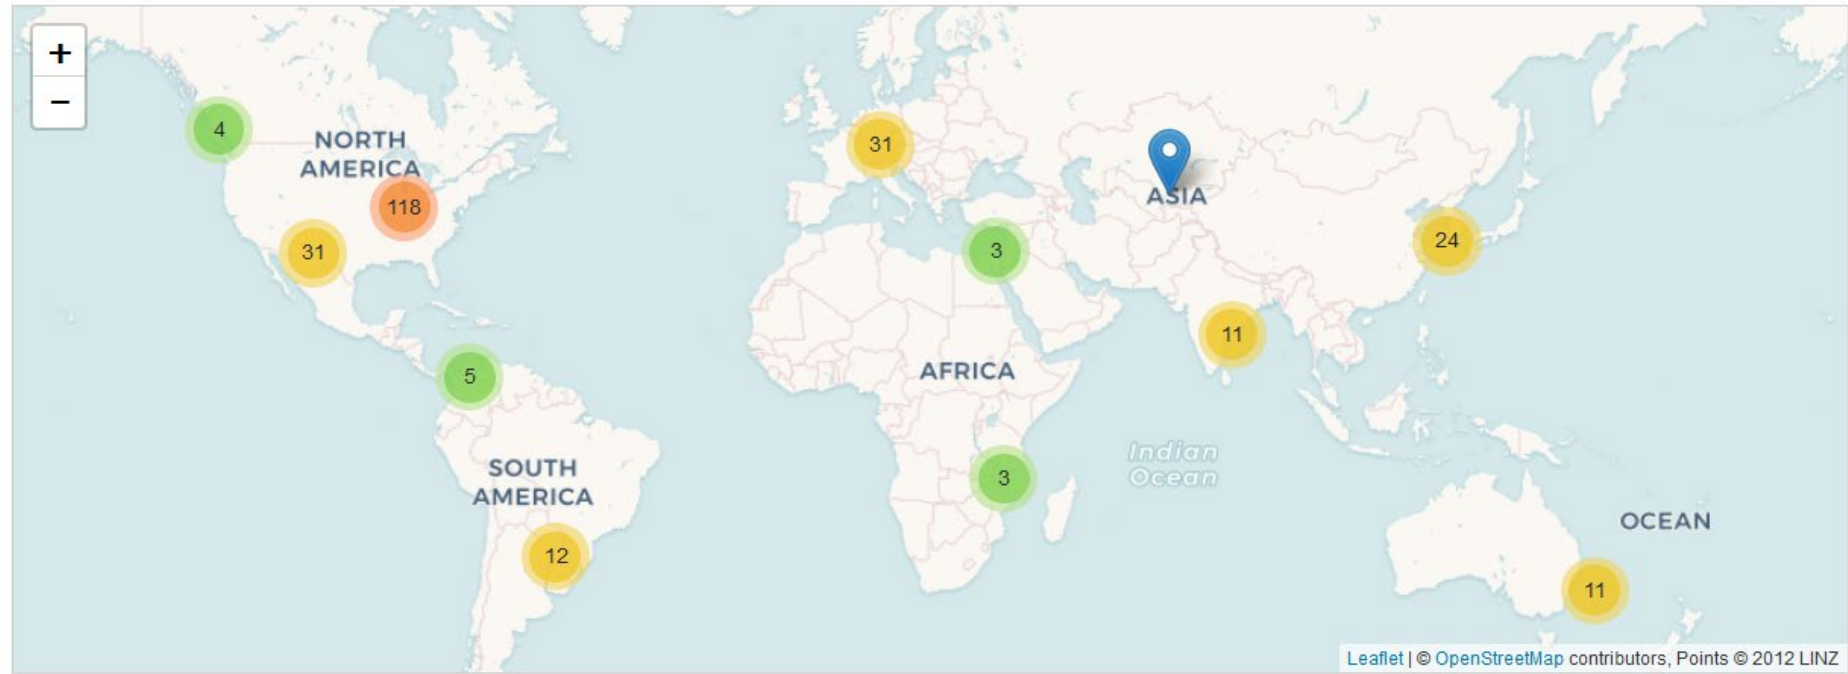 +
−
4
NORTH
AMERICA
118
31
5
SOUTH
AMERICA
12
31
3
AFRICA
3
ASIA
24
11
Indian
Ocean
OCEAN
11
Leaflet | © OpenStreetMap contributors, Points © 2012 LINZ